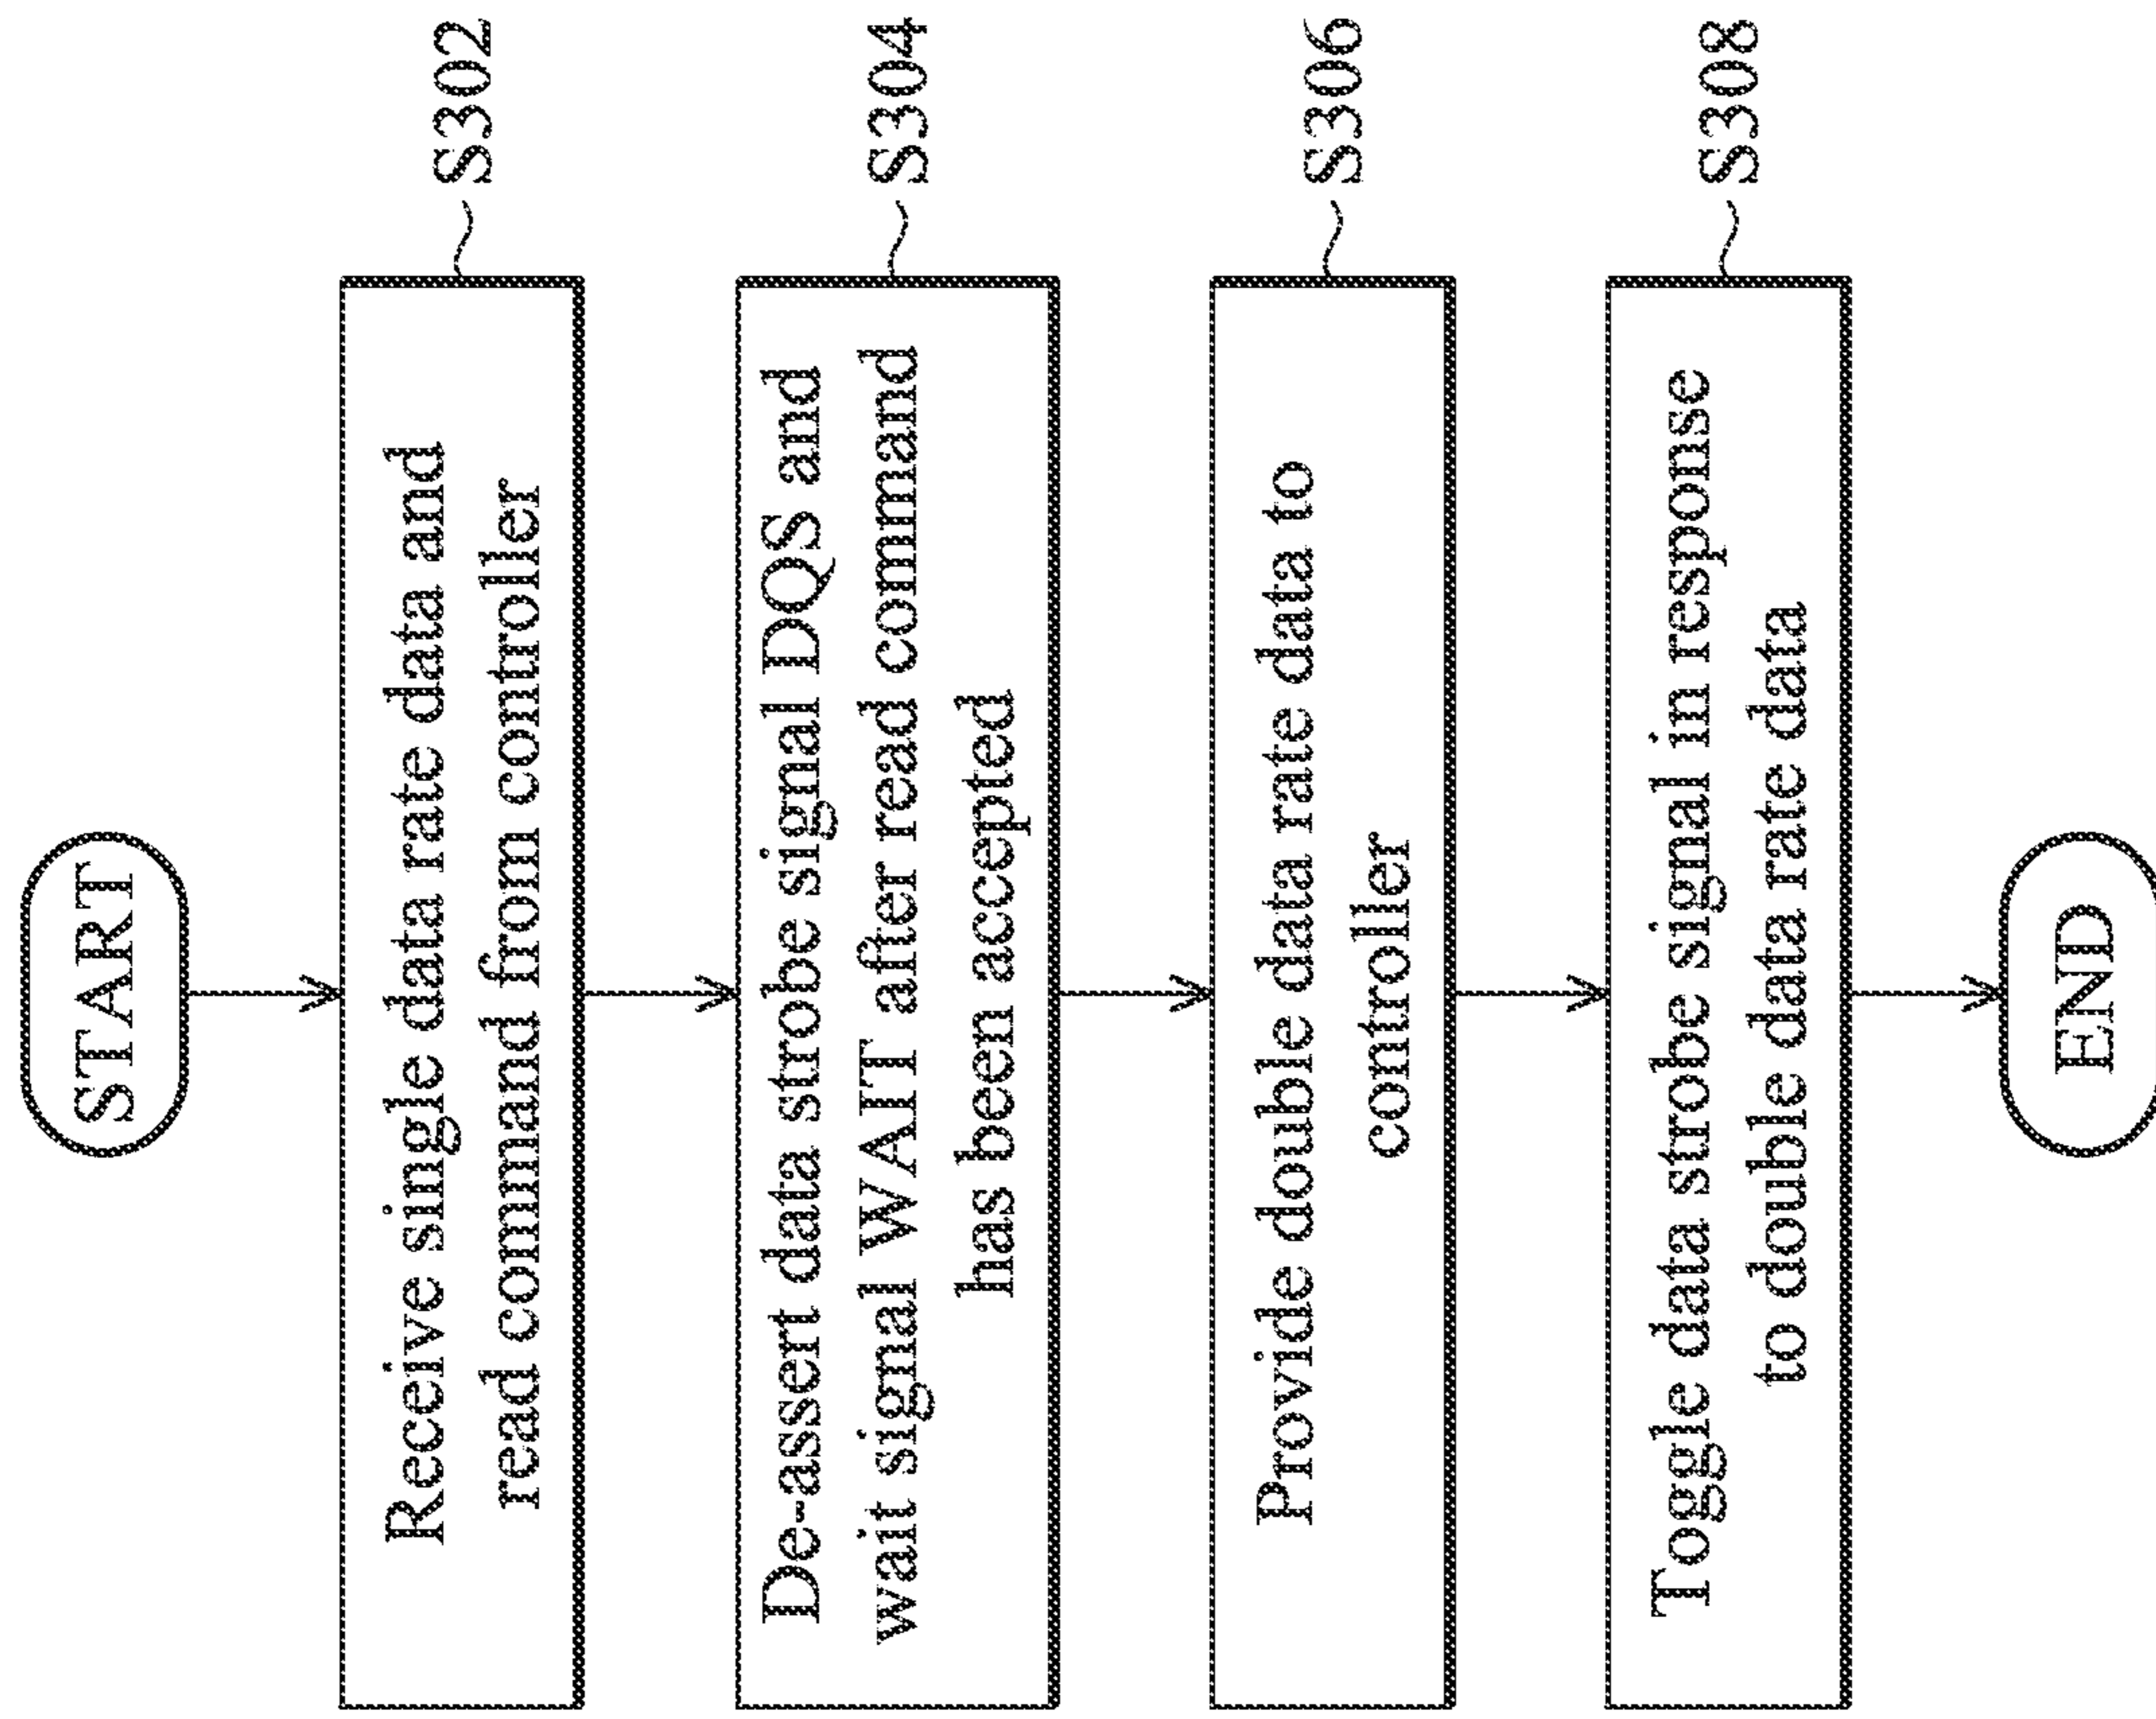 START
Receive single data rate data and
read command from controller
S302
De-assert data strobe signal DQS and
wait signal WAIT after read command
has been accepted
S304
Provide double data rate data to
controller
S306
Toggle data strobe signal in response
to double data rate data
S308
END